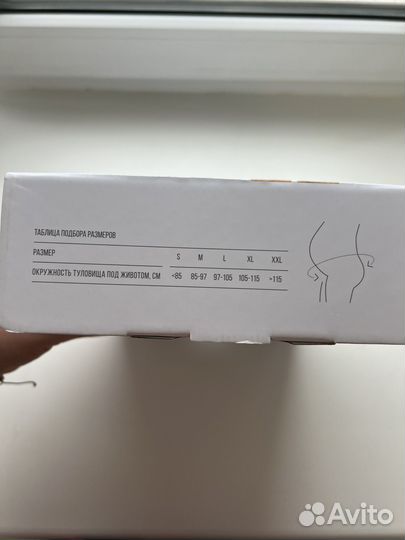 ТАБЛИЦА ПОДБОРА РАЗМЕРОВ
РАЗМЕР S M L XL XXL
ОКРУЖНОСТЬ ТУЛОВИЩА ПОД ЖИВОТОМ, СМ <85 85-97 97-105 105-115 >115
Avito